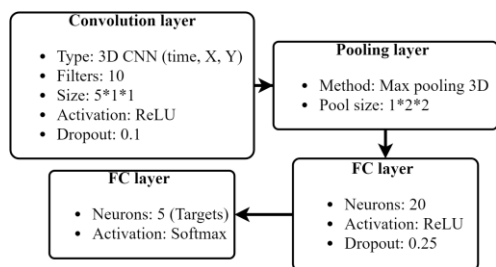 Convolution layer
• Type: 3D CNN (time, X, Y)
• Filters: 10
• Size: 5*1*1
• Activation: ReLU
• Dropout: 0.1
Pooling layer
• Method: Max pooling 3D
• Pool size: 1*2*2
FC layer
• Neurons: 20
• Activation: ReLU
• Dropout: 0.25
FC layer
• Neurons: 5 (Targets)
• Activation: Softmax